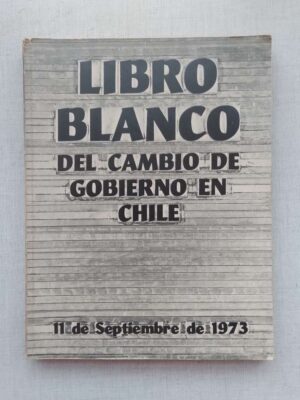 LIBRO
BLANCO
DEL CAMBIO DE
GOBIERNO EN
CHILE
11 de Septiembre de 1973